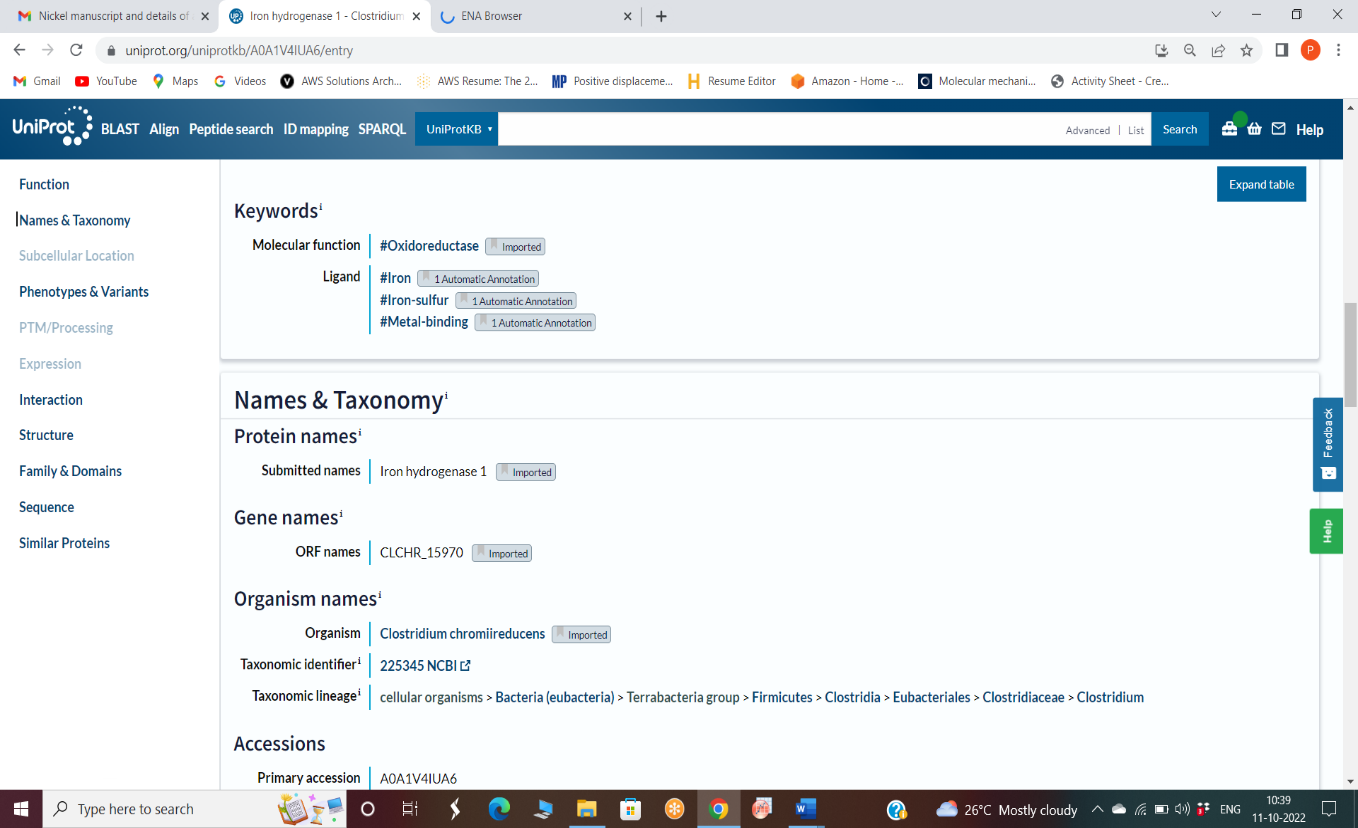 Nickel manuscript and details of
Iron hydrogenase 1 - Clostridium
ENA Browser
uniprot.org/uniprotkb/A0A1V4IUA6/entry
P
Gmail YouTube Maps Videos AWS Solutions Arch... AWS Resume: The 2... MP Positive displaceme... H Resume Editor Amazon - Home -... Molecular mechani... Activity Sheet - Cre...
UniProt BLAST Align Peptide search ID mapping SPARQL UniProtKB Advanced | List Search Help
Function
Names & Taxonomy
Subcellular Location
Phenotypes & Variants
PTM/Processing
Expression
Interaction
Structure
Family & Domains
Sequence
Similar Proteins
Expand table
Keywords i
Molecular function #Oxidoreductase Imported
Ligand #Iron 1 Automatic Annotation
#Iron-sulfur 1 Automatic Annotation
#Metal-binding 1 Automatic Annotation
Names & Taxonomy i
Protein names i
Submitted names Iron hydrogenase 1 Imported
Gene names i
ORF names CLCHR_15970 Imported
Organism names i
Organism Clostridium chromiireducens Imported
Taxonomic identifier i 225345 NCBI
Taxonomic lineage i cellular organisms > Bacteria (eubacteria) > Terrabacteria group > Firmicutes > Clostridia > Eubacteriales > Clostridiaceae > Clostridium
Accessions
Primary accession A0A1V4IUA6
Feedback
Help
Type here to search
26°C Mostly cloudy
ENG
10:39
11-10-2022